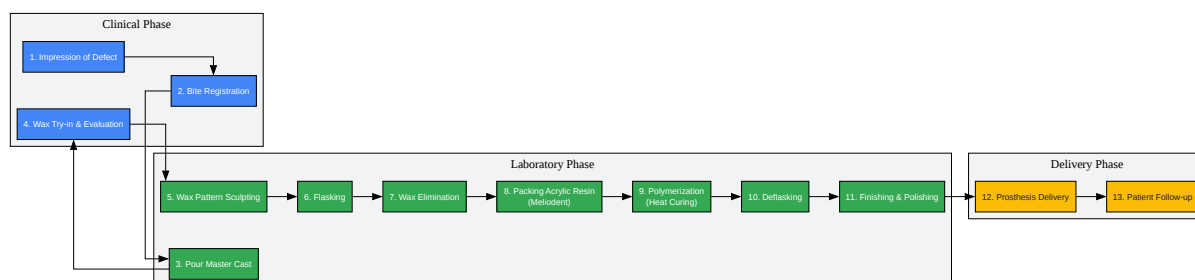 Clinical Phase
1. Impression of Defect
2. Bite Registration
4. Wax Try-in & Evaluation
Laboratory Phase
5. Wax Pattern Sculpting
6. Flasking
7. Wax Elimination
8. Packing Acrylic Resin
(Meliodent)
9. Polymerization
(Heat Curing)
10. Deflasking
11. Finishing & Polishing
3. Pour Master Cast
Delivery Phase
12. Prosthesis Delivery
13. Patient Follow-up